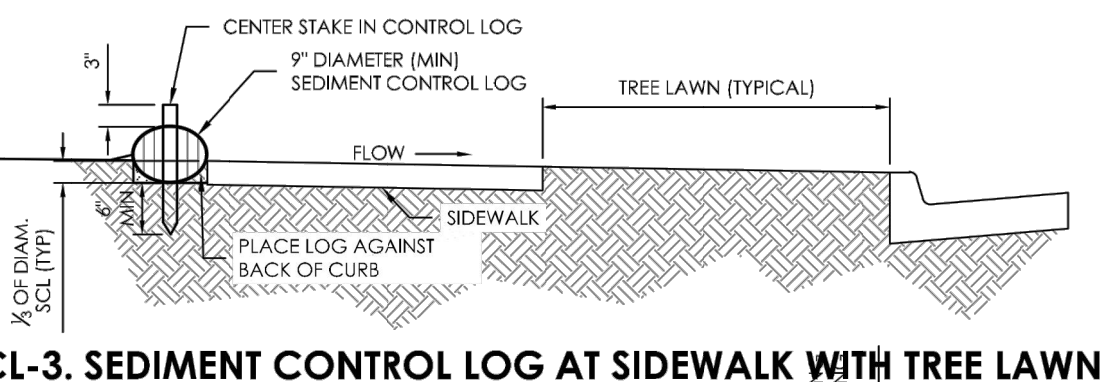 CENTER STAKE IN CONTROL LOG
9" DIAMETER (MIN)
SEDIMENT CONTROL LOG
3"
TREE LAWN (TYPICAL)
FLOW
SIDEWALK
6"
MIN
PLACE LOG AGAINST
BACK OF CURB
⅓ OF DIAM.
SCL (TYP)
CL-3. SEDIMENT CONTROL LOG AT SIDEWALK WITH TREE LAWN